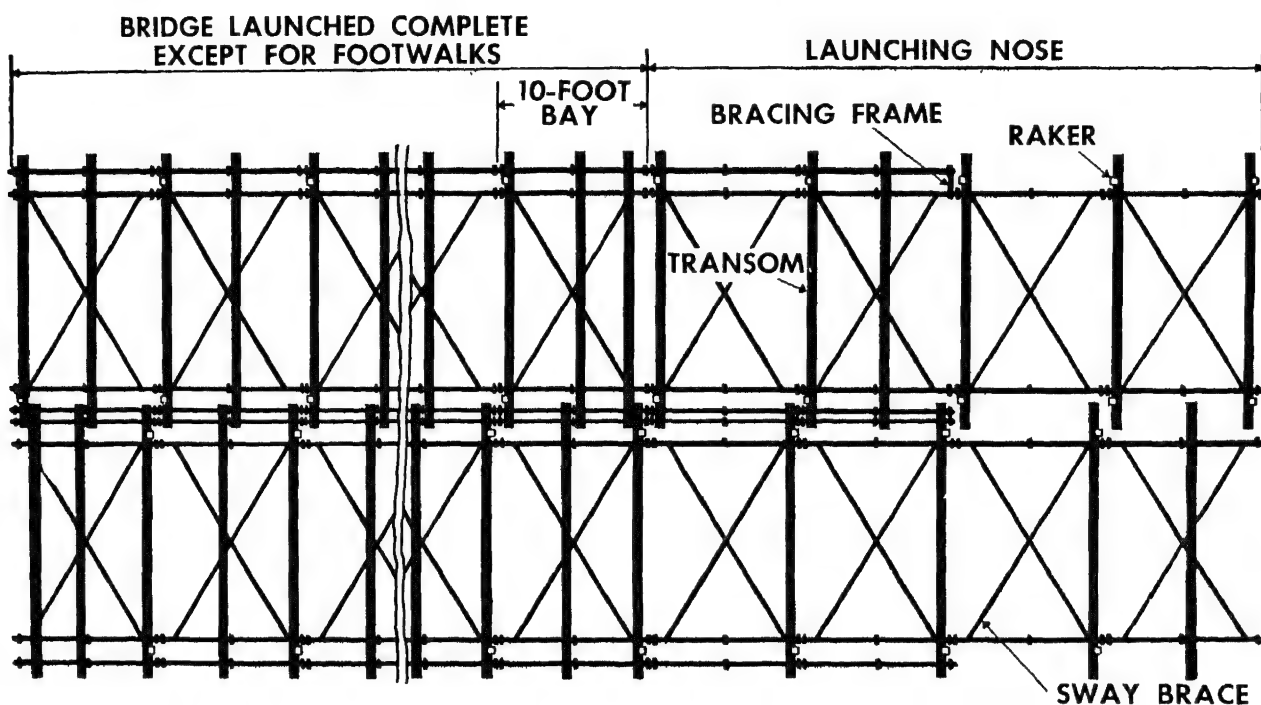 BRIDGE LAUNCHED COMPLETE
EXCEPT FOR FOOTWALKS
LAUNCHING NOSE
10-FOOT
BAY
BRACING FRAME
RAKER
TRANSOM
SWAY BRACE